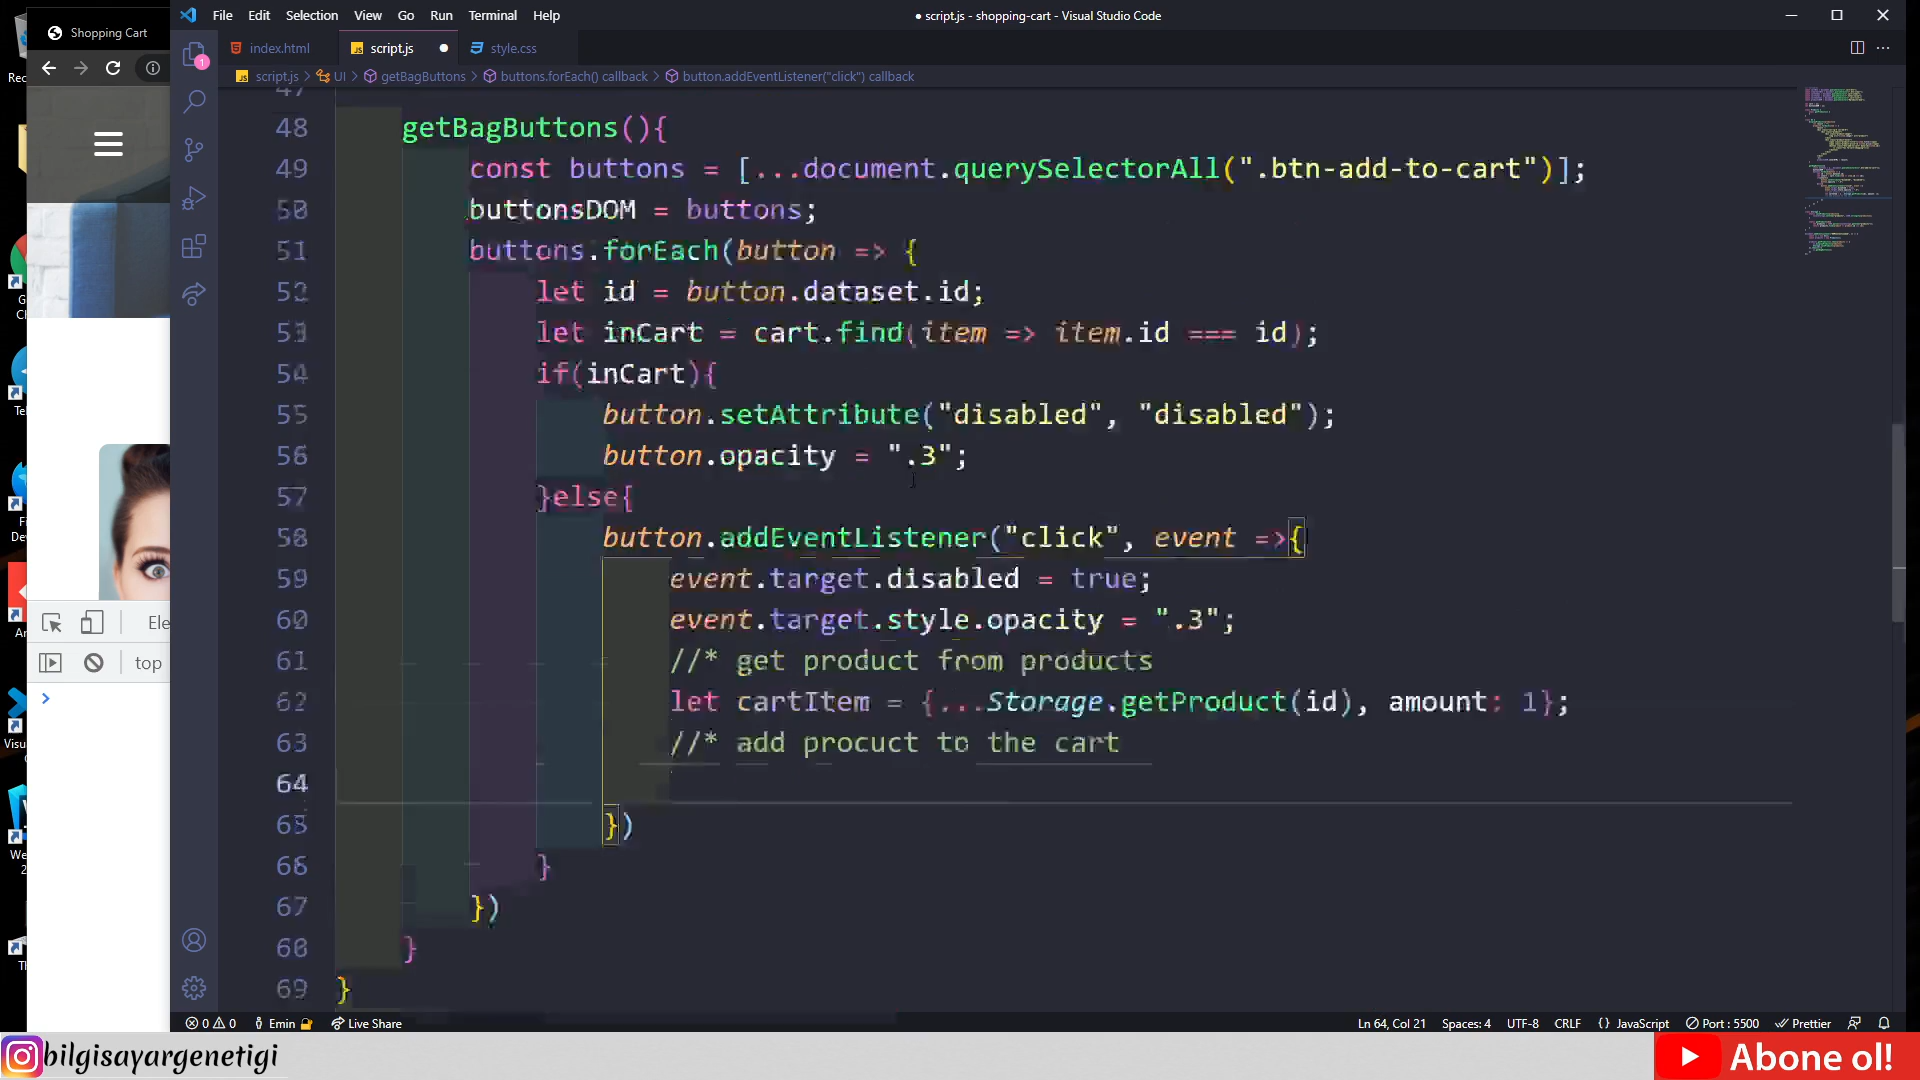 Shopping Cart
File Edit Selection View Go Run Terminal Help
● script.js - shopping-cart - Visual Studio Code
index.html script.js style.css
script.js > UI > getBagButtons > buttons.forEach() callback > button.addEventListener("click") callback
47
48 getBagButtons(){
49 const buttons = [...document.querySelectorAll(".btn-add-to-cart")];
50 buttonsDOM = buttons;
51 buttons.forEach(button => {
52 let id = button.dataset.id;
53 let inCart = cart.find(item => item.id === id);
54 if(inCart){
55 button.setAttribute("disabled", "disabled");
56 button.opacity = ".3";
57 }else{
58 button.addEventListener("click", event =>{
59 event.target.disabled = true;
60 event.target.style.opacity = ".3";
61 //* get product from products
62 let cartItem = {...Storage.getProduct(id), amount: 1};
63 //* add procuct to the cart
64
65 })
66 }
67 })
68 }
69 }
1
Ele
top
0 0 Emin Live Share
Ln 64, Col 21 Spaces: 4 UTF-8 CRLF {} JavaScript Port : 5500 Prettier
bilgisayargenetigi
Abone ol!